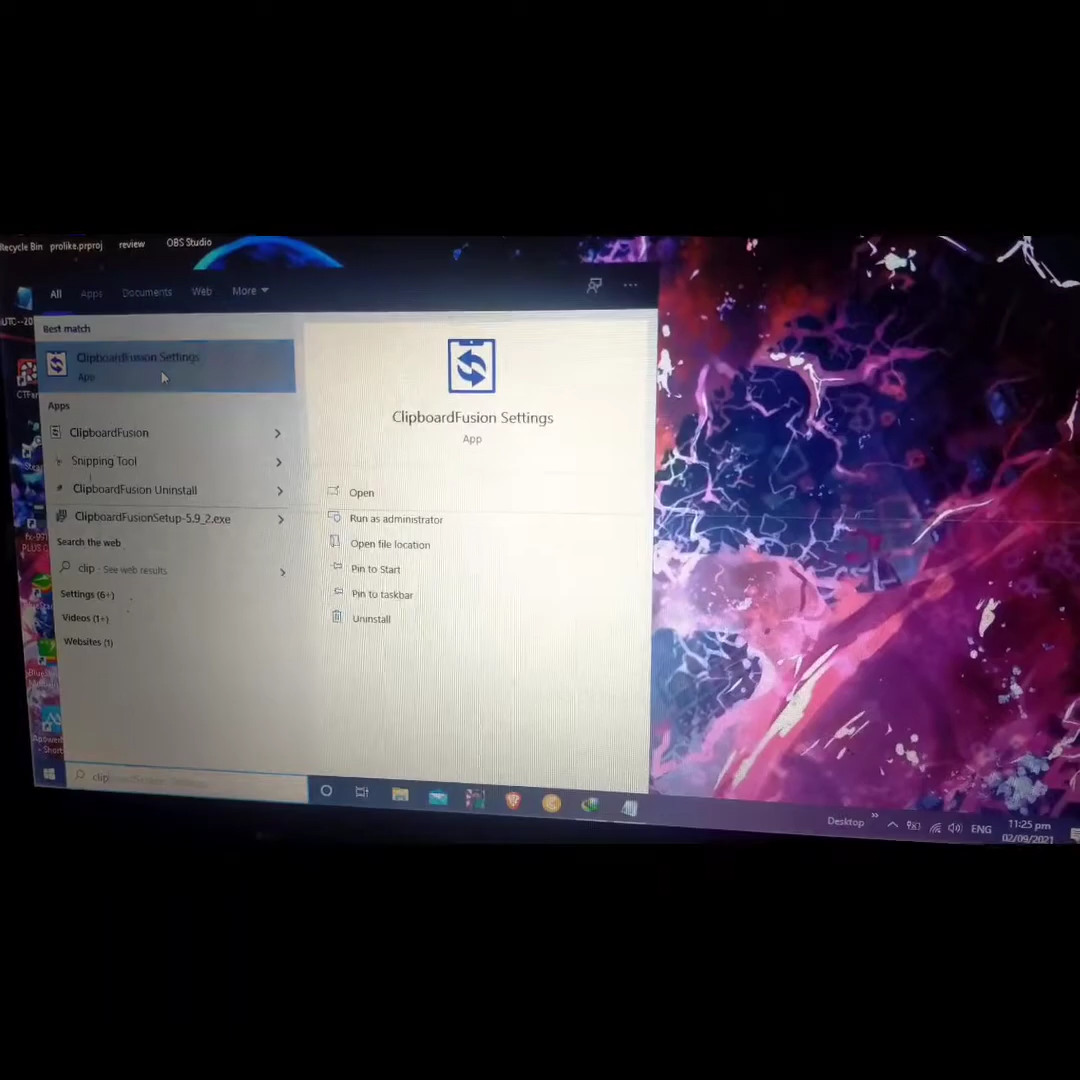 Recycle Bin
prolike.prproj
review
OBS Studio
All
Apps
Documents
Web
More
Best match
ClipboardFusion Settings
App
Apps
ClipboardFusion
Snipping Tool
ClipboardFusion Uninstall
ClipboardFusionSetup-5.9_2.exe
Search the web
clip - See web results
Settings (6+)
Videos (1+)
Websites (1)
ClipboardFusion Settings
App
Open
Run as administrator
Open file location
Pin to Start
Pin to taskbar
Uninstall
clip
Desktop
ENG
11:25 pm
02/09/2021